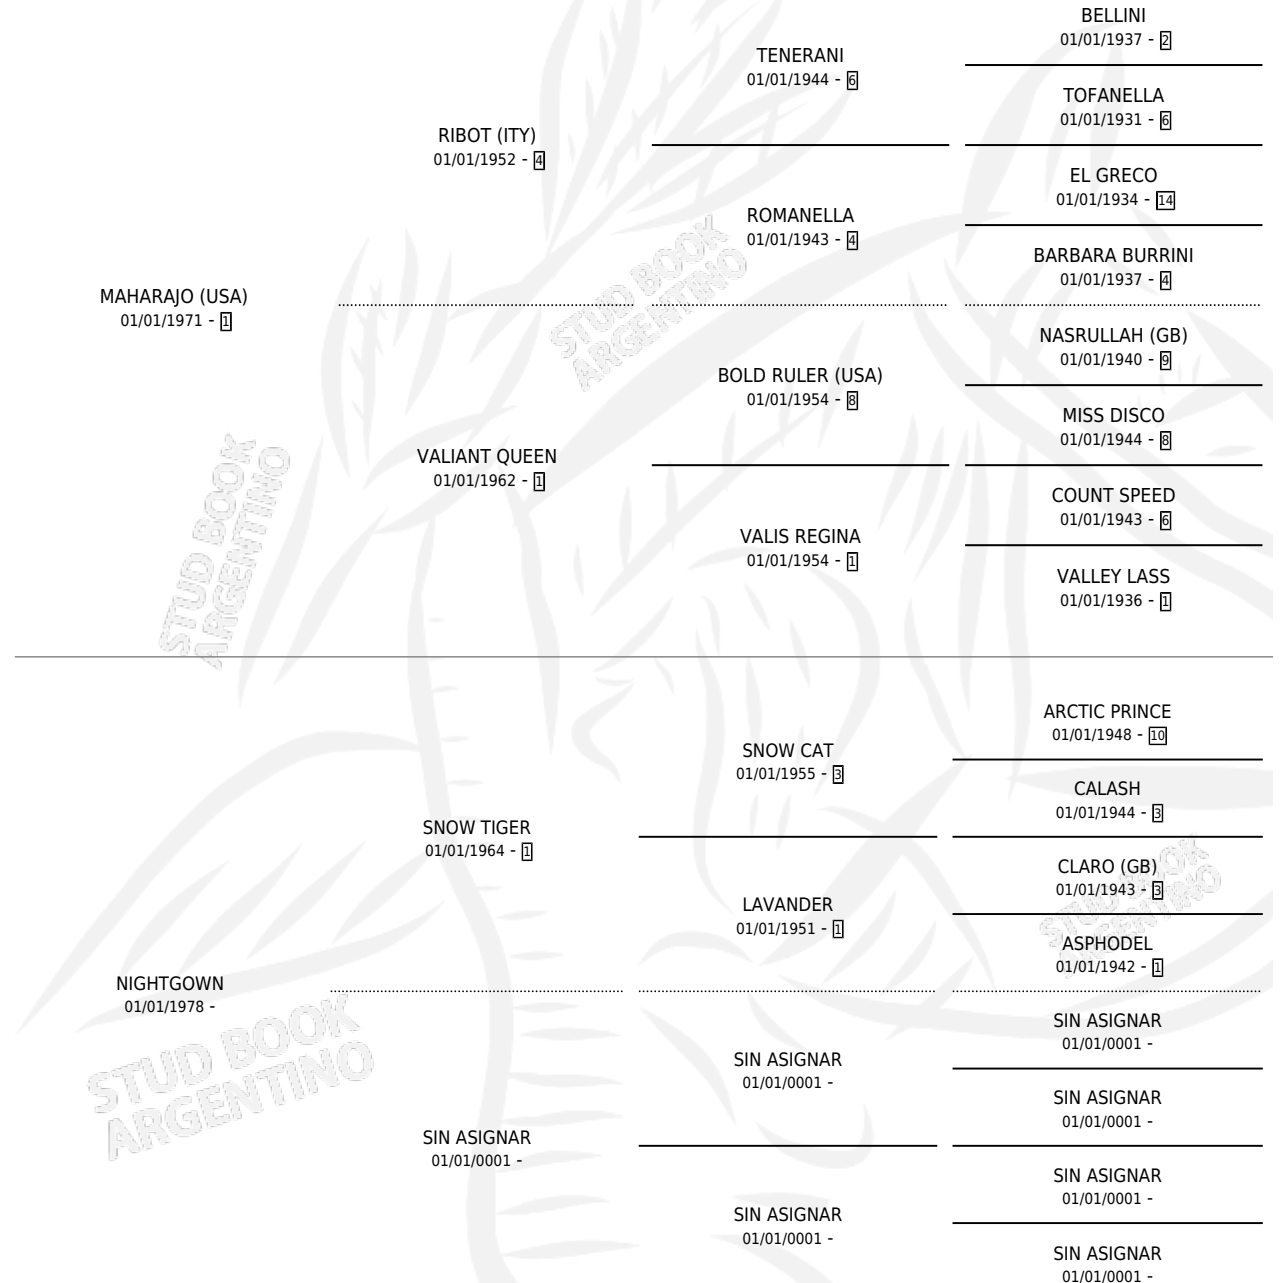 BELLINI
01/01/1937 - 2
TENERANI
01/01/1944 - 6
TOFANELLA
01/01/1931 - 6
RIBOT (ITY)
01/01/1952 - 4
EL GRECO
01/01/1934 - 14
ROMANELLA
01/01/1943 - 4
BARBARA BURRINI
01/01/1937 - 4
MAHARAJO (USA)
01/01/1971 - 1
NASRULLAH (GB)
01/01/1940 - 9
BOLD RULER (USA)
01/01/1954 - 8
MISS DISCO
01/01/1944 - 8
VALIANT QUEEN
01/01/1962 - 1
COUNT SPEED
01/01/1943 - 6
VALIS REGINA
01/01/1954 - 1
VALLEY LASS
01/01/1936 - 1
ARCTIC PRINCE
01/01/1948 - 10
SNOW CAT
01/01/1955 - 3
CALASH
01/01/1944 - 3
SNOW TIGER
01/01/1964 - 1
CLARO (GB)
01/01/1943 - 3
LAVANDER
01/01/1951 - 1
ASPHODEL
01/01/1942 - 1
NIGHTGOWN
01/01/1978 -
SIN ASIGNAR
01/01/0001 -
SIN ASIGNAR
01/01/0001 -
SIN ASIGNAR
01/01/0001 -
SIN ASIGNAR
01/01/0001 -
SIN ASIGNAR
01/01/0001 -
SIN ASIGNAR
01/01/0001 -
SIN ASIGNAR
01/01/0001 -
STUD BOOK
ARGENTINO
STUD BOOK
ARGENTINO
STUD BOOK
ARGENTINO
STUD BOOK
ARGENTINO